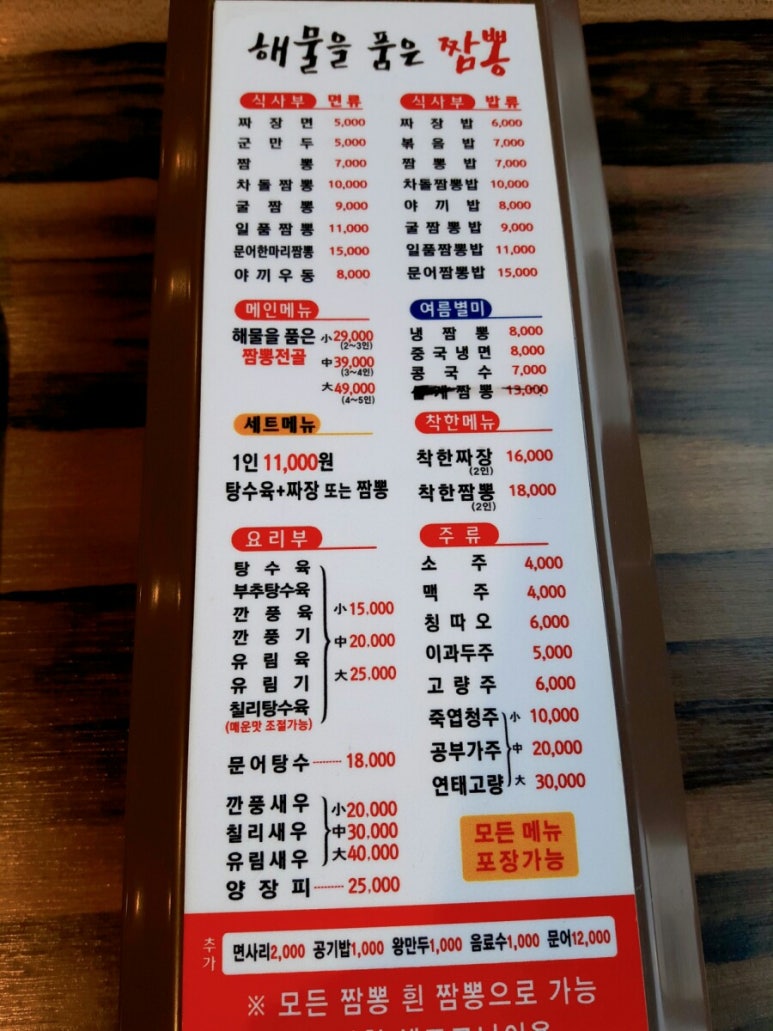 해물을 품은 짬뽕
식사부 면류
짜장면 5,000
군만두 5,000
짬뽕 7,000
차돌짬뽕 10,000
굴짬뽕 9,000
일품짬뽕 11,000
문어한마리짬뽕 15,000
야끼우동 8,000
식사부 밥류
짜장밥 6,000
볶음밥 7,000
짬뽕밥 7,000
차돌짬뽕밥 10,000
야끼밥 8,000
굴짬뽕밥 9,000
일품짬뽕밥 11,000
문어짬뽕밥 15,000
메인메뉴
해물을 품은 小 29,000
(2~3인)
짬뽕전골 中 39,000
(3~4인)
大 49,000
(4~5인)
여름별미
냉짬뽕 8,000
중국냉면 8,000
콩국수 7,000
게짬뽕 13,000
세트메뉴
1인 11,000원
탕수육+짜장 또는 짬뽕
착한메뉴
착한짜장 16,000
(2인)
착한짬뽕 18,000
(2인)
요리부
탕수육
부추탕수육
깐풍육 小 15.000
깐풍기 中 20.000
유림육 大 25.000
유림기
칠리탕수육
(매운맛 조절가능)
문어탕수 -------- 18.000
깐풍새우 小 20.000
칠리새우 中 30.000
유림새우 大 40.000
양장피 -------- 25.000
주류
소주 4,000
맥주 4,000
칭따오 6,000
이과두주 5,000
고량주 6,000
죽엽청주 小 10,000
공부가주 中 20,000
연태고량 大 30,000
모든 메뉴
포장가능
추가 면사리2,000 공기밥1,000 왕만두1,000 음료수1,000 문어12,000
※ 모든 짬뽕 흰 짬뽕으로 가능